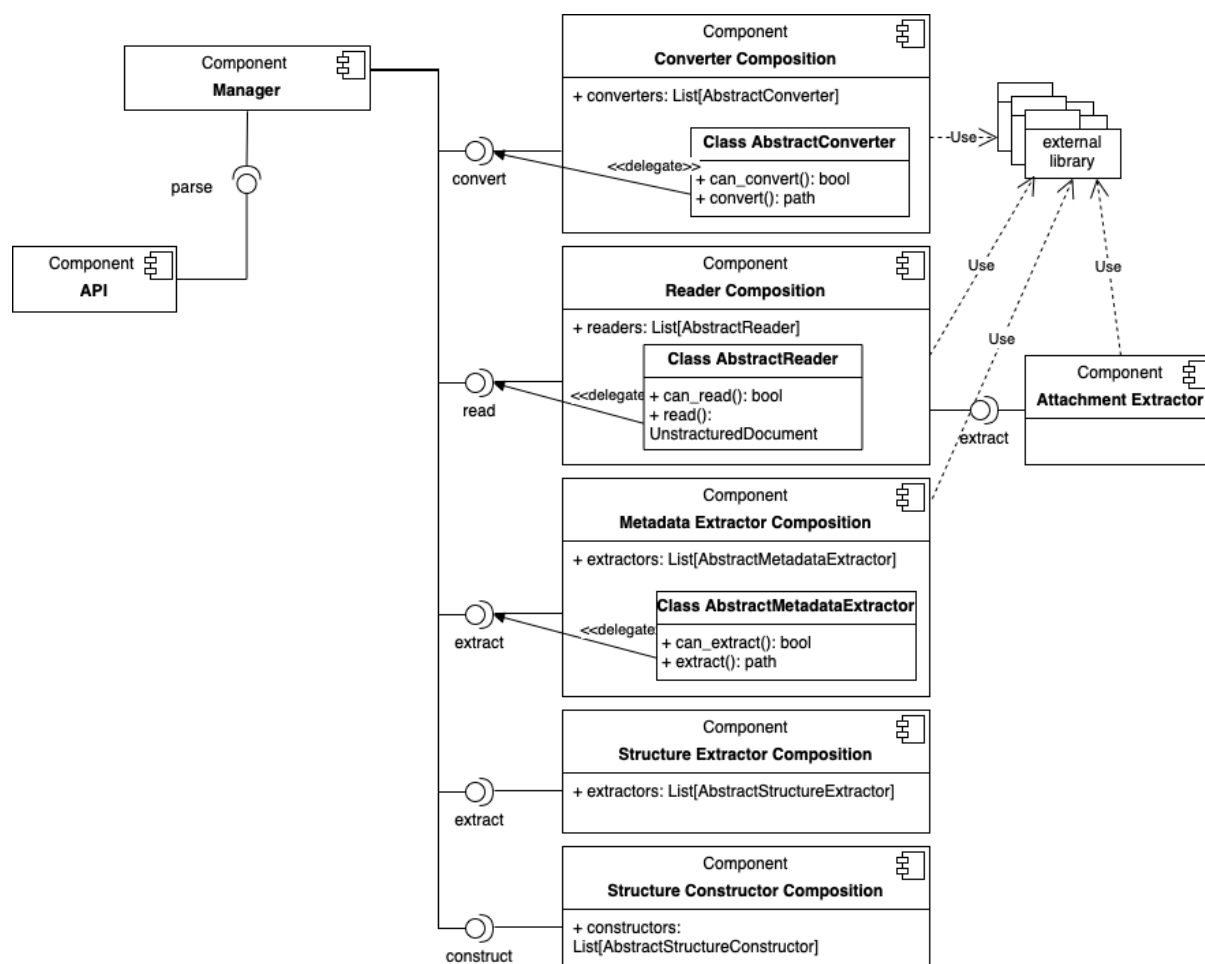 Component
Manager
parse
Component
API
convert
read
extract
extract
construct
Component
Converter Composition
+ converters: List[AbstractConverter]
Class AbstractConverter
<<delegate>>
+ can_convert(): bool
+ convert(): path
Use
external
library
Component
Reader Composition
+ readers: List[AbstractReader]
Class AbstractReader
<<delegate
+ can_read(): bool
+ read():
UnstracturedDocument
Use
Use
Use
Component
Attachment Extractor
extract
Component
Metadata Extractor Composition
+ extractors: List[AbstractMetadataExtractor]
Class AbstractMetadataExtractor
<<delegate
+ can_extract(): bool
+ extract(): path
Component
Structure Extractor Composition
+ extractors: List[AbstractStructureExtractor]
Component
Structure Constructor Composition
+ constructors:
List[AbstractStructureConstructor]